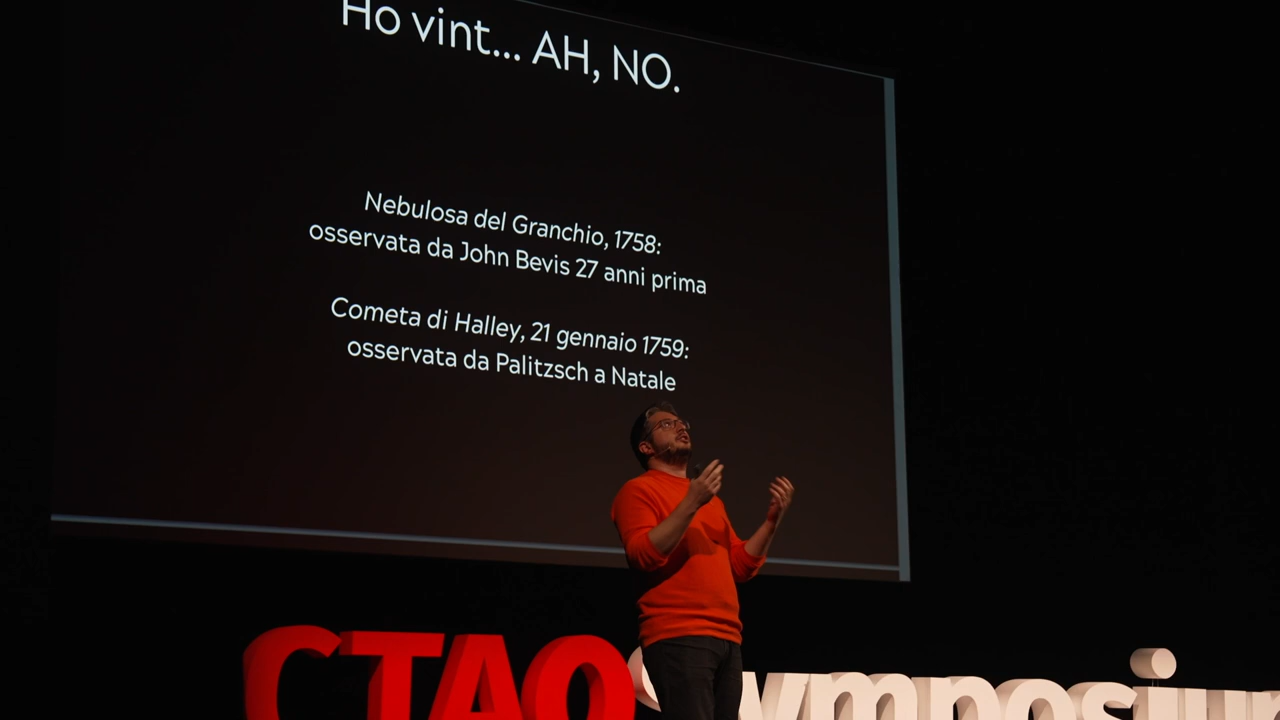 Ho vint... AH, NO.
Nebulosa del Granchio, 1758:
osservata da John Bevis 27 anni prima
Cometa di Halley, 21 gennaio 1759:
osservata da Palitzsch a Natale
CTAO